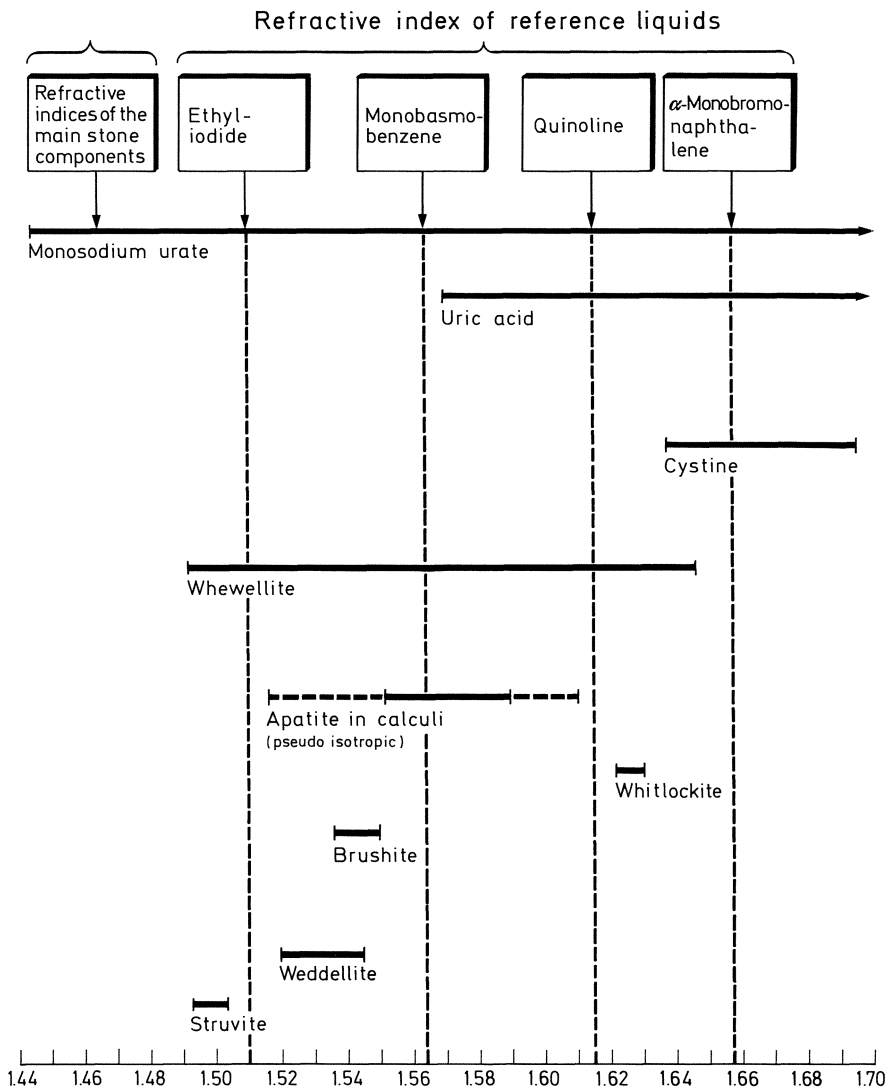 Refractive index of reference liquids
Refractive
indices of the
main stone
components
Ethyl-
iodide
Monobasmo-
benzene
Quinoline
α-Monobromo-
naphtha-
lene
Monosodium urate
Uric acid
Cystine
Whewellite
Apatite in calculi
(pseudo isotropic)
Whitlockite
Brushite
Weddellite
Struvite
1.44 1.46 1.48 1.50 1.52 1.54 1.56 1.58 1.60 1.62 1.64 1.66 1.68 1.70